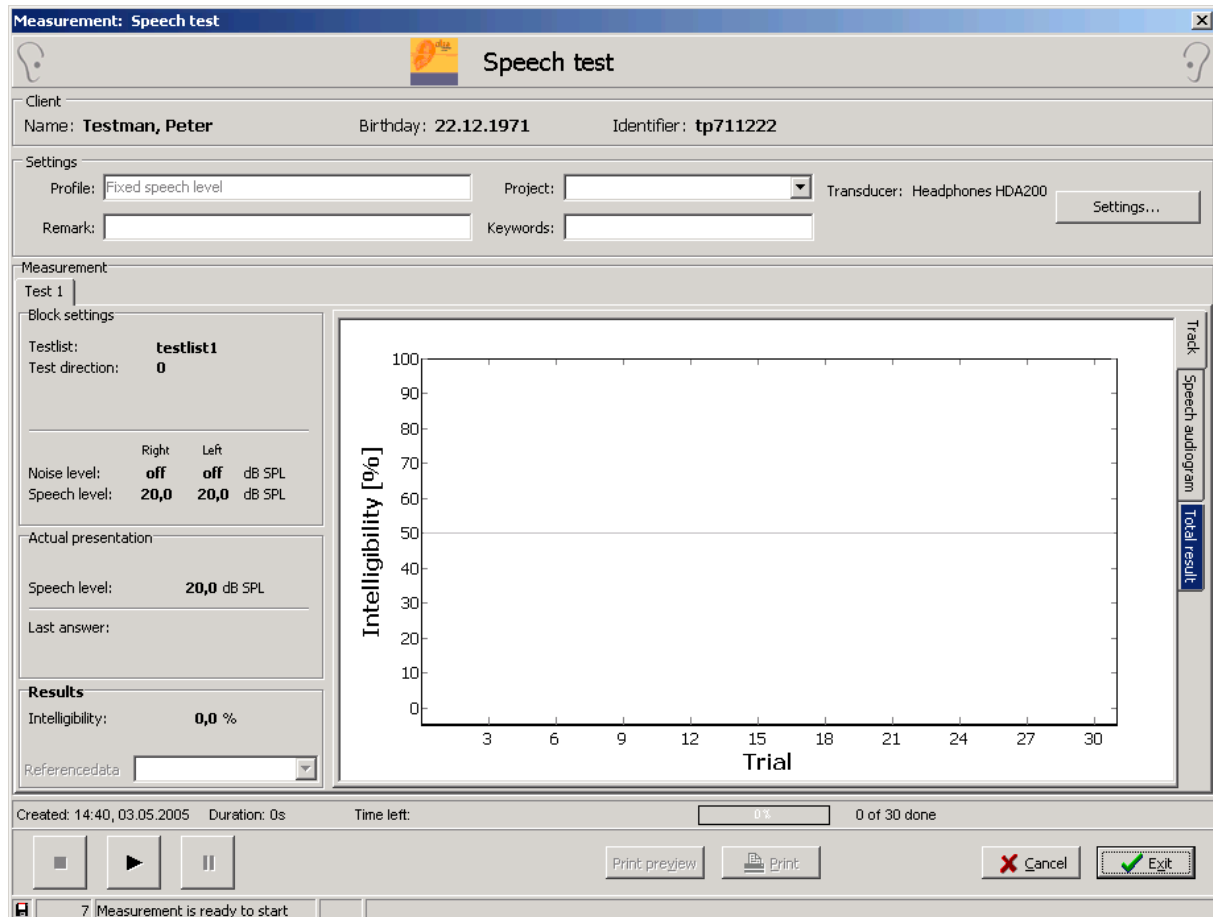 Measurement: Speech test
Speech test
Client
Name: Testman, Peter Birthday: 22.12.1971 Identifier: tp711222
Settings
Profile: Fixed speech level Project: Transducer: Headphones HDA200 Settings...
Remark: Keywords:
Measurement
Test 1
Block settings
Testlist: testlist1
Test direction: 0
Right Left
Noise level: off off dB SPL
Speech level: 20,0 20,0 dB SPL
Actual presentation
Speech level: 20,0 dB SPL
Last answer:
Results
Intelligibility: 0,0 %
Referencedata
Intelligibility [%]
100
90
80
70
60
50
40
30
20
10
0
3 6 9 12 15 18 21 24 27 30
Trial
Track
Speech audiogram
Total result
Created: 14:40, 03.05.2005 Duration: 0s Time left: 0 % 0 of 30 done
Print preview Print Cancel Exit
7 Measurement is ready to start